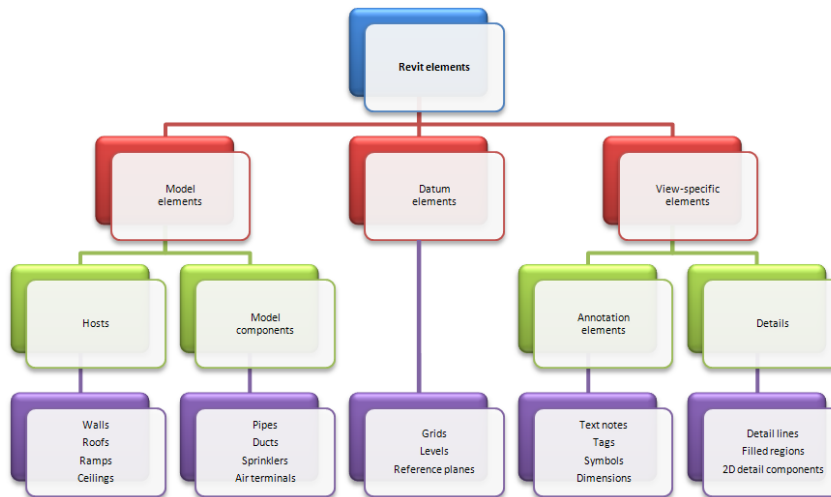 Revit elements
Model
elements
Datum
elements
View-specific
elements
Hosts
Model
components
Annotation
elements
Details
Walls
Roofs
Ramps
Ceilings
Pipes
Ducts
Sprinklers
Air terminals
Grids
Levels
Reference planes
Text notes
Tags
Symbols
Dimensions
Detail lines
Filled regions
2D detail components